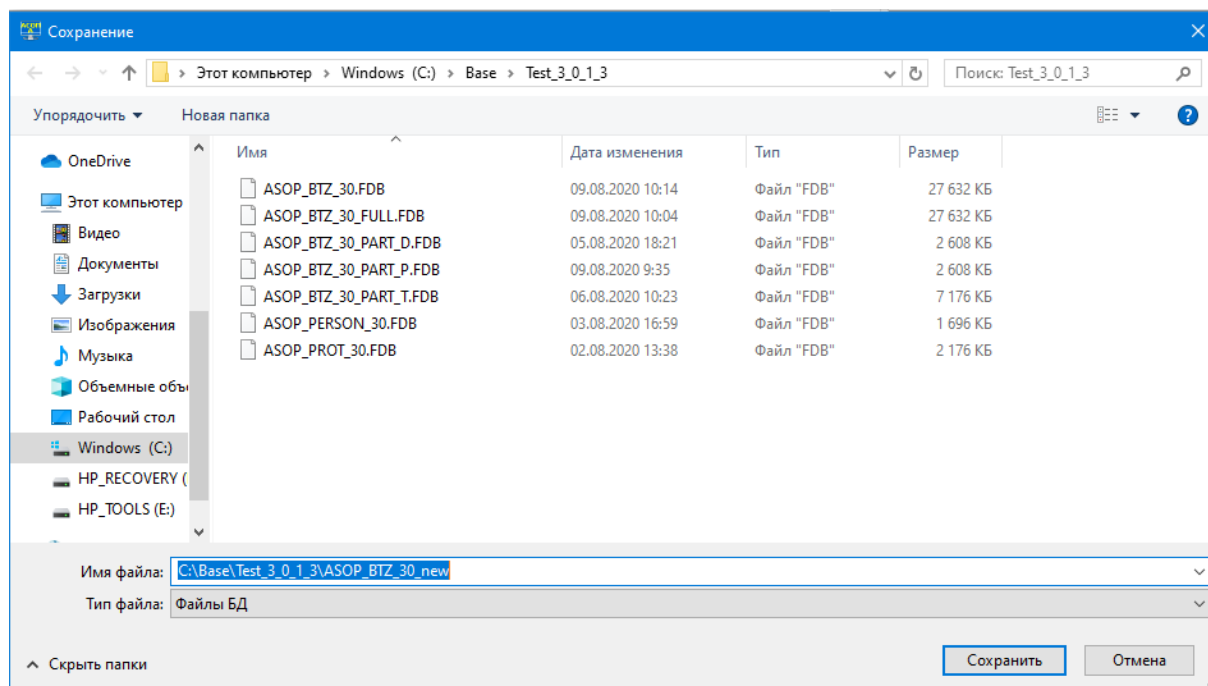 Сохранение
Этот компьютер > Windows (C:) > Base > Test_3_0_1_3
Поиск: Test_3_0_1_3
Упорядочить Новая папка
Имя Дата изменения Тип Размер
OneDrive
Этот компьютер
Видео
Документы
Загрузки
Изображения
Музыка
Объемные объ
Рабочий стол
Windows (C:)
HP_RECOVERY (
HP_TOOLS (E:)
ASOP_BTZ_30.FDB 09.08.2020 10:14 Файл "FDB" 27 632 КБ
ASOP_BTZ_30_FULL.FDB 09.08.2020 10:04 Файл "FDB" 27 632 КБ
ASOP_BTZ_30_PART_D.FDB 05.08.2020 18:21 Файл "FDB" 2 608 КБ
ASOP_BTZ_30_PART_P.FDB 09.08.2020 9:35 Файл "FDB" 2 608 КБ
ASOP_BTZ_30_PART_T.FDB 06.08.2020 10:23 Файл "FDB" 7 176 КБ
ASOP_PERSON_30.FDB 03.08.2020 16:59 Файл "FDB" 1 696 КБ
ASOP_PROT_30.FDB 02.08.2020 13:38 Файл "FDB" 2 176 КБ
Имя файла: C:\Base\Test_3_0_1_3\ASOP_BTZ_30_new
Тип файла: Файлы БД
Скрыть папки
Сохранить Отмена